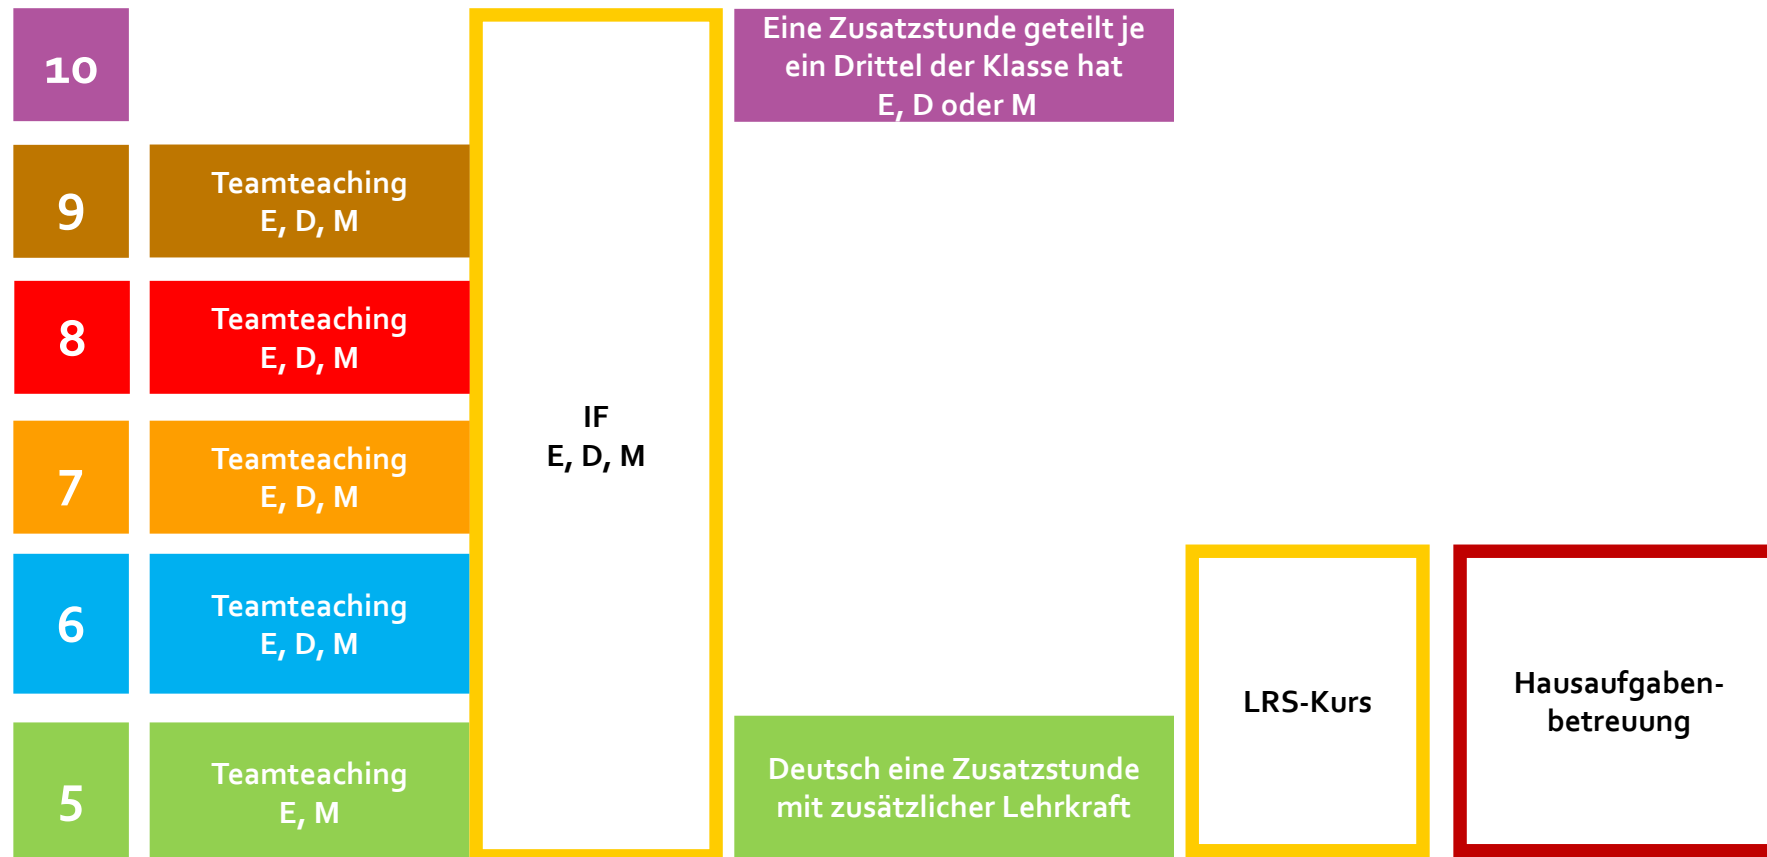 10
Eine Zusatzstunde geteilt je
ein Drittel der Klasse hat
E, D oder M
9
Teamteaching
E, D, M
8
Teamteaching
E, D, M
IF
E, D, M
7
Teamteaching
E, D, M
6
Teamteaching
E, D, M
LRS-Kurs
Hausaufgaben-
betreuung
5
Teamteaching
E, M
Deutsch eine Zusatzstunde
mit zusätzlicher Lehrkraft